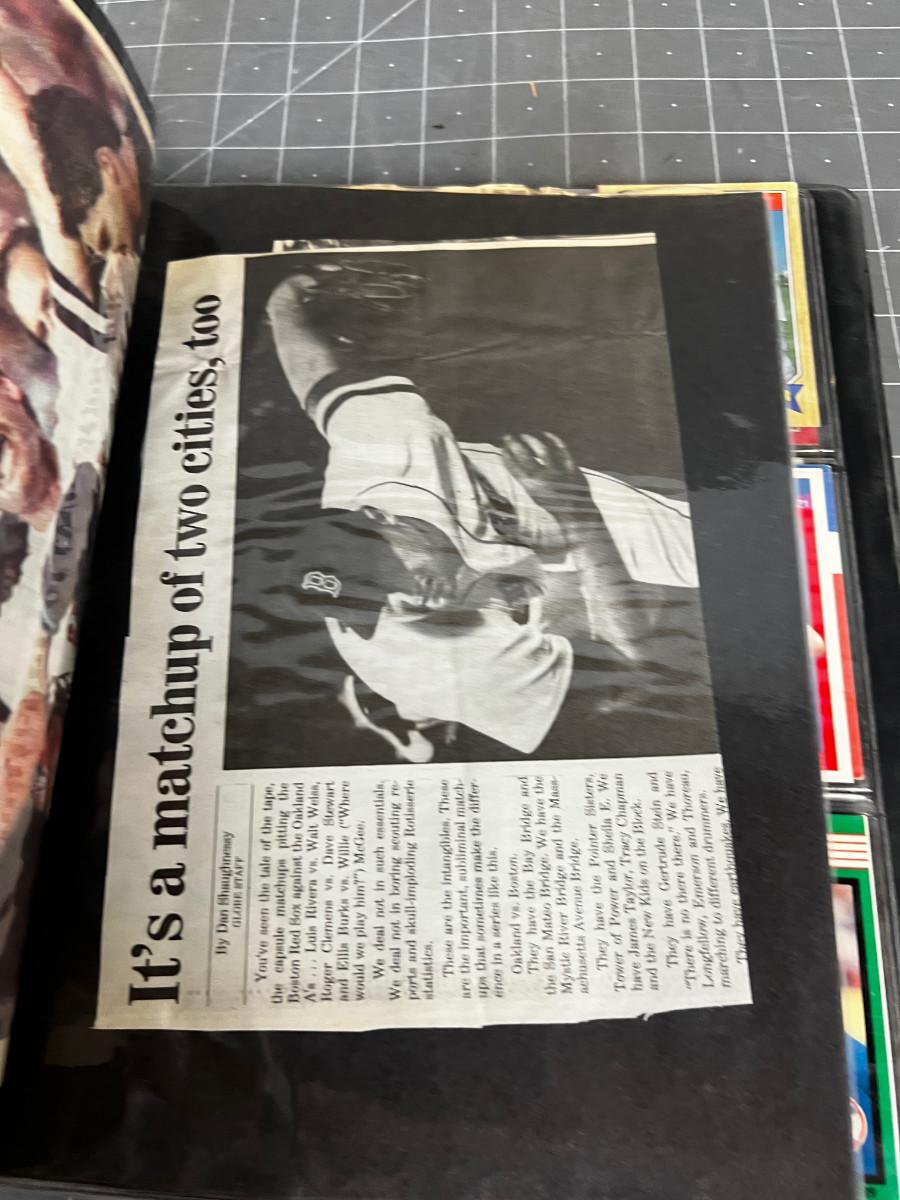 It's a matchup of two cities, too
By Dan Shaughnessy
GLOBE STAFF
You've seen the tale of the tape,
the capsule matchups pitting the
Boston Red Sox against the Oakland
A's . . . Luis Rivera vs. Walt Weiss,
Roger Clemens vs. Dave Stewart
and Ellis Burks vs. Willie ("Where
would we play him?") McGee.
We deal not in such essentials.
We deal not in boring scouting re-
ports and skull-imploding Rotisserie
statistics.
These are the intangibles. These
are the important, subliminal match-
ups that sometimes make the differ-
ence in a series like this.
Oakland vs. Boston.
They have the Bay Bridge and
the San Mateo Bridge. We have the
Mystic River Bridge and the Mass-
achusetts Avenue Bridge.
They have the Pointer Sisters,
Tower of Power and Sheila E. We
have James Taylor, Tracy Chapman
and the New Kids on the Block.
They have Gertrude Stein and
"There is no there there." We have
Longfellow, Emerson and Thoreau,
marching to different drummers.
They have earthquakes. We have
B